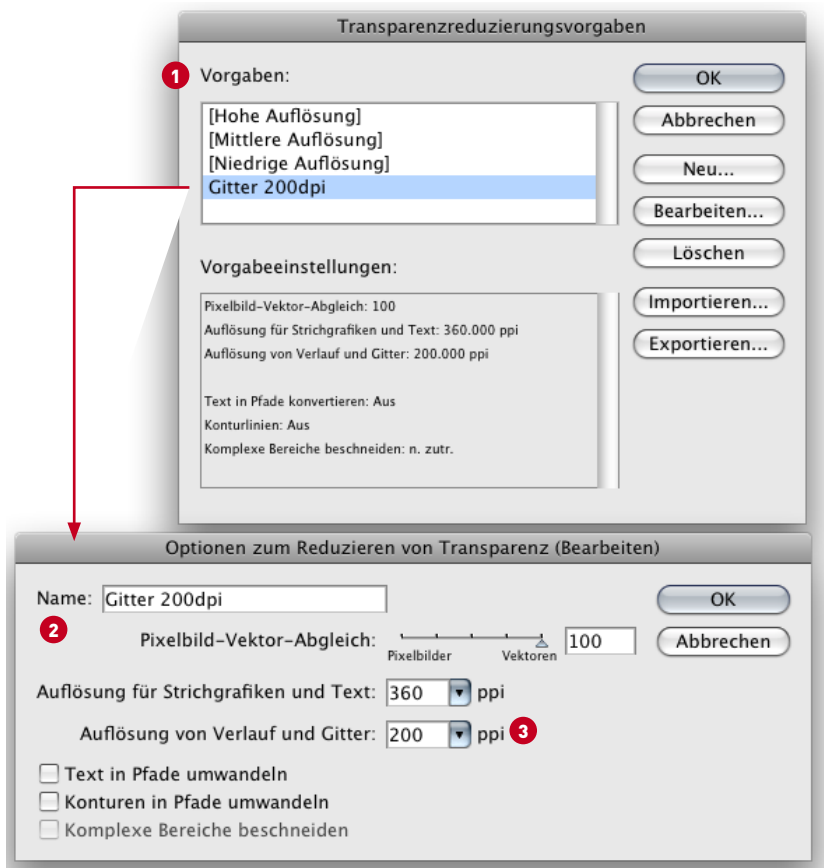 Transparenzreduzierungsvorgaben
1 Vorgaben:
[Hohe Auflösung]
[Mittlere Auflösung]
[Niedrige Auflösung]
Gitter 200dpi
OK
Abbrechen
Neu...
Bearbeiten...
Löschen
Importieren...
Exportieren...
Vorgabeeinstellungen:
Pixelbild-Vektor-Abgleich: 100
Auflösung für Strichgrafiken und Text: 360.000 ppi
Auflösung von Verlauf und Gitter: 200.000 ppi
Text in Pfade konvertieren: Aus
Konturlinien: Aus
Komplexe Bereiche beschneiden: n. zutr.
Optionen zum Reduzieren von Transparenz (Bearbeiten)
Name: Gitter 200dpi
OK
2
Pixelbild-Vektor-Abgleich: 100
Pixelbilder Vektoren
Abbrechen
Auflösung für Strichgrafiken und Text: 360 ppi
Auflösung von Verlauf und Gitter: 200 ppi 3
Text in Pfade umwandeln
Konturen in Pfade umwandeln
Komplexe Bereiche beschneiden